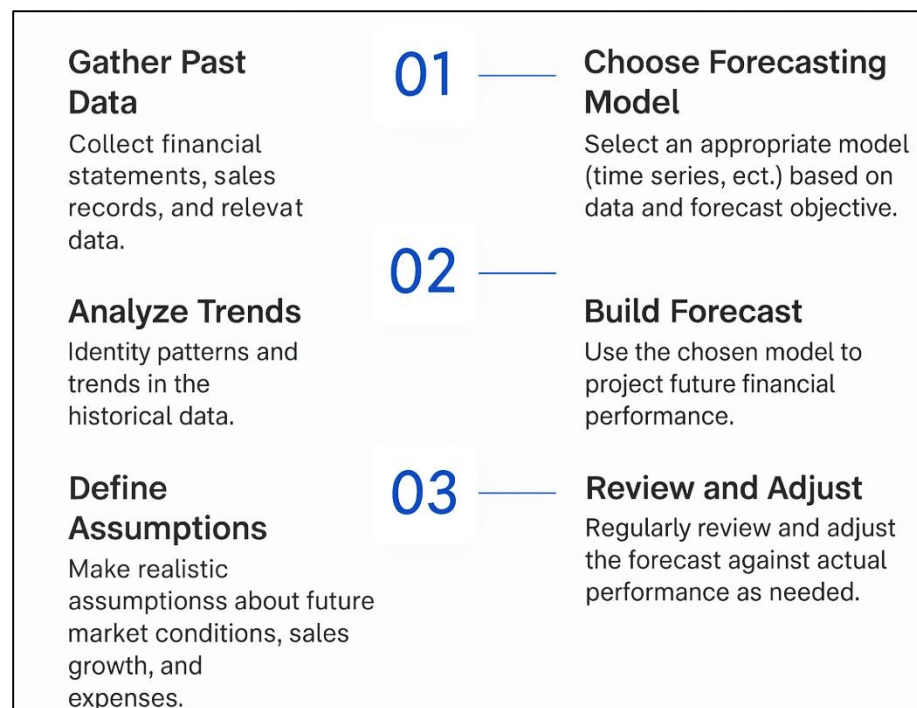 Gather Past
Data
Collect financial
statements, sales
records, and relevat
data.
01
Choose Forecasting
Model
Select an appropriate model
(time series, ect.) based on
data and forecast objective.
Analyze Trends
Identity patterns and
trends in the
historical data.
02
Build Forecast
Use the chosen model to
project future financial
performance.
Define
Assumptions
Make realistic
assumptionss about future
market conditions, sales
growth, and
expenses.
03
Review and Adjust
Regularly review and adjust
the forecast against actual
performance as needed.